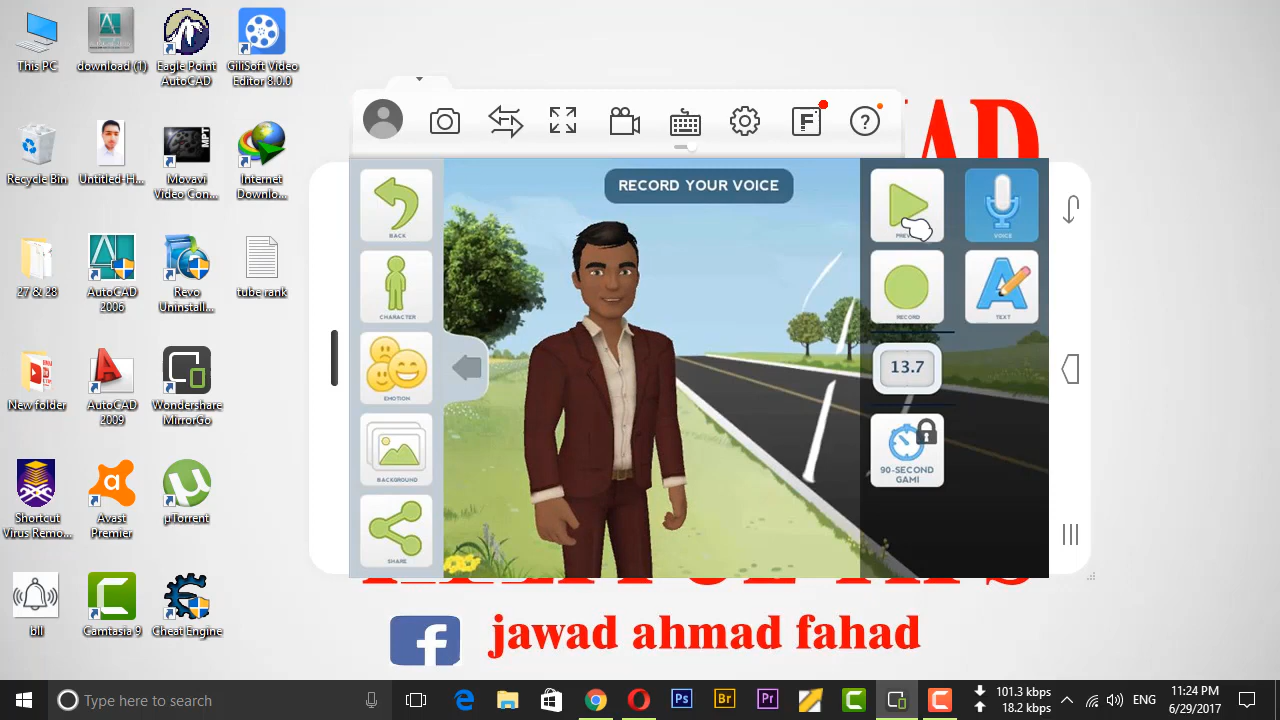 This PC
download (1)
Eagle Point
AutoCAD
GiliSoft Video
Editor 8.0.0
Recycle Bin
Untitled-H...
MPT
Movavi
Video Con...
Internet
Downlo...
27 & 28
AutoCAD
2006
Revo
Uninstall...
tube rank
New folder
AutoCAD
2009
Wondershare
MirrorGo
Shortcut
Virus Remo...
Avast
Premier
µTorrent
bll
Camtasia 9
Cheat Engine
F
?
RECORD YOUR VOICE
BACK
CHARACTER
EMOTION
BACKGROUND
SHARE
VOICE
RECORD
TEXT
13.7
90-SECOND
GAMI
jawad ahmad fahad
Type here to search
Ps
Br
Pr
101.3 kbps
18.2 kbps
ENG
11:24 PM
6/29/2017